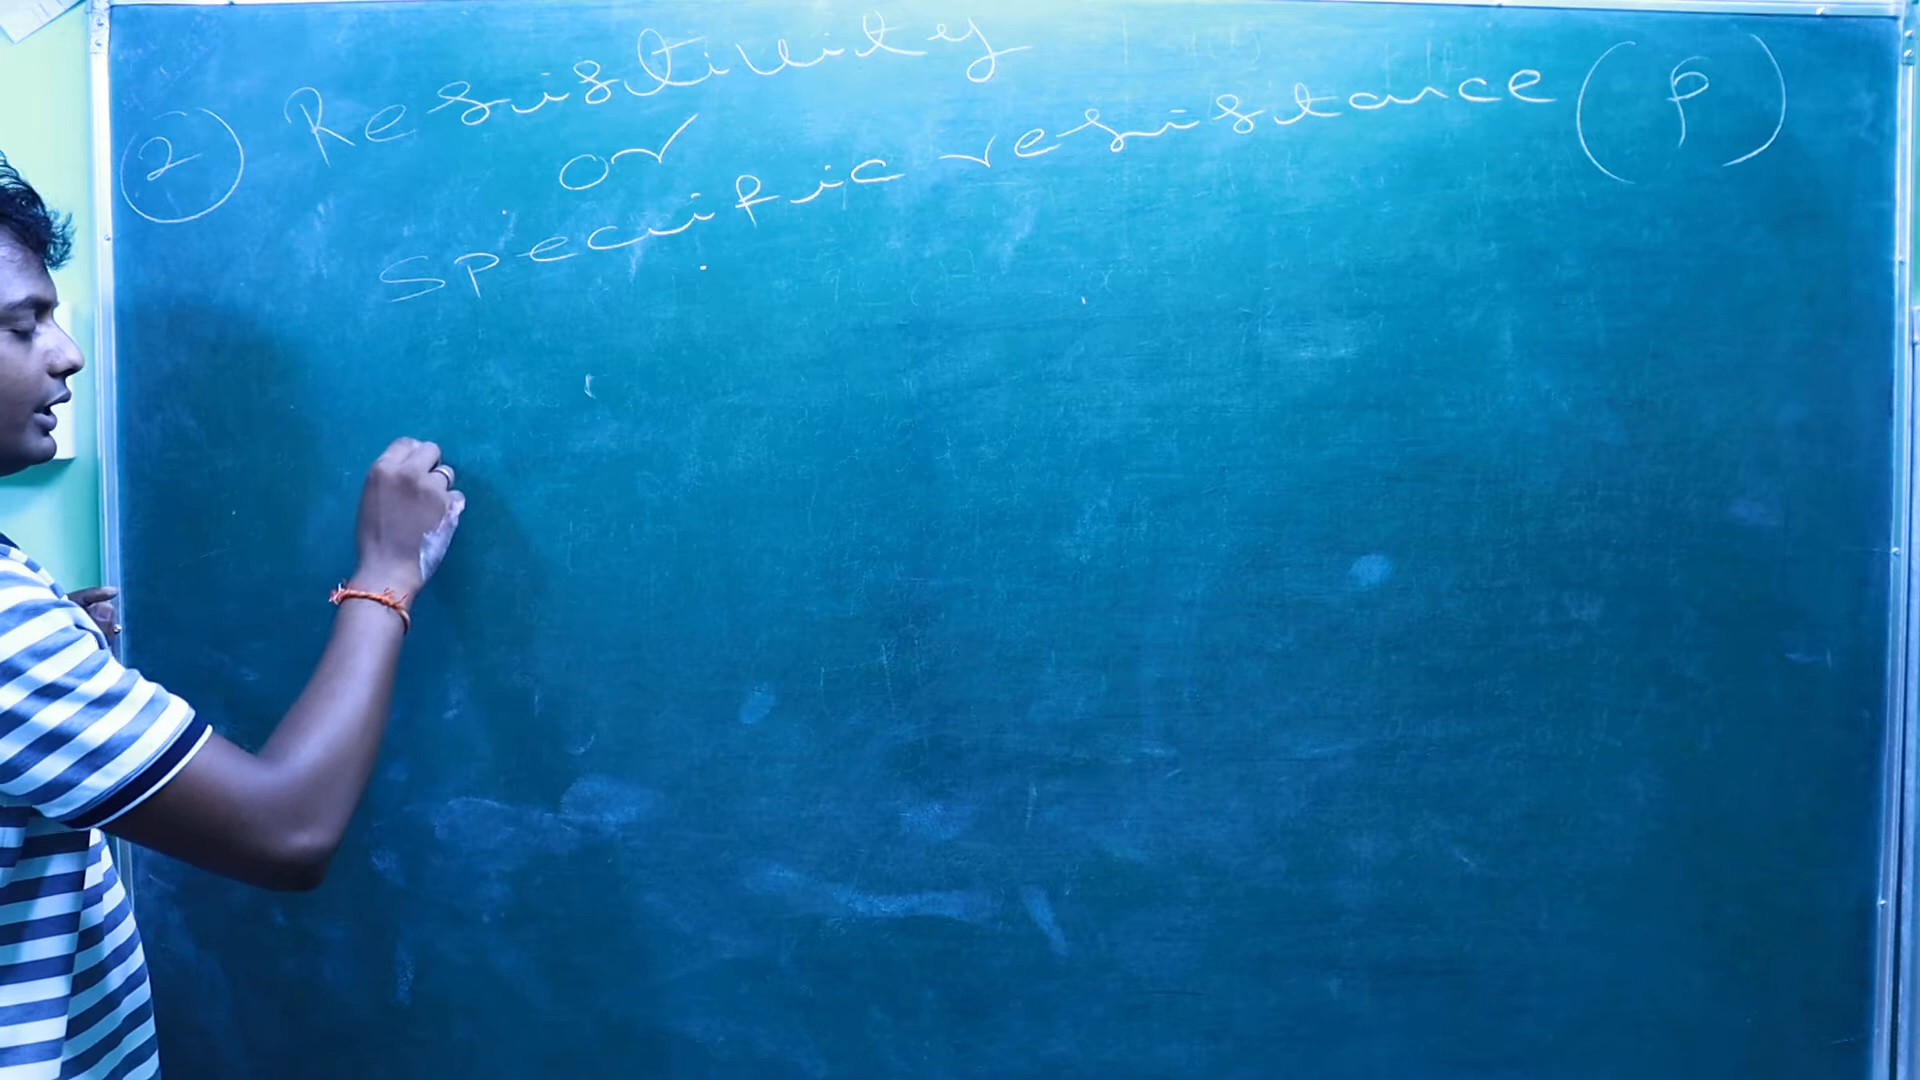 ② Resistivity
or
specific resistance (ρ)